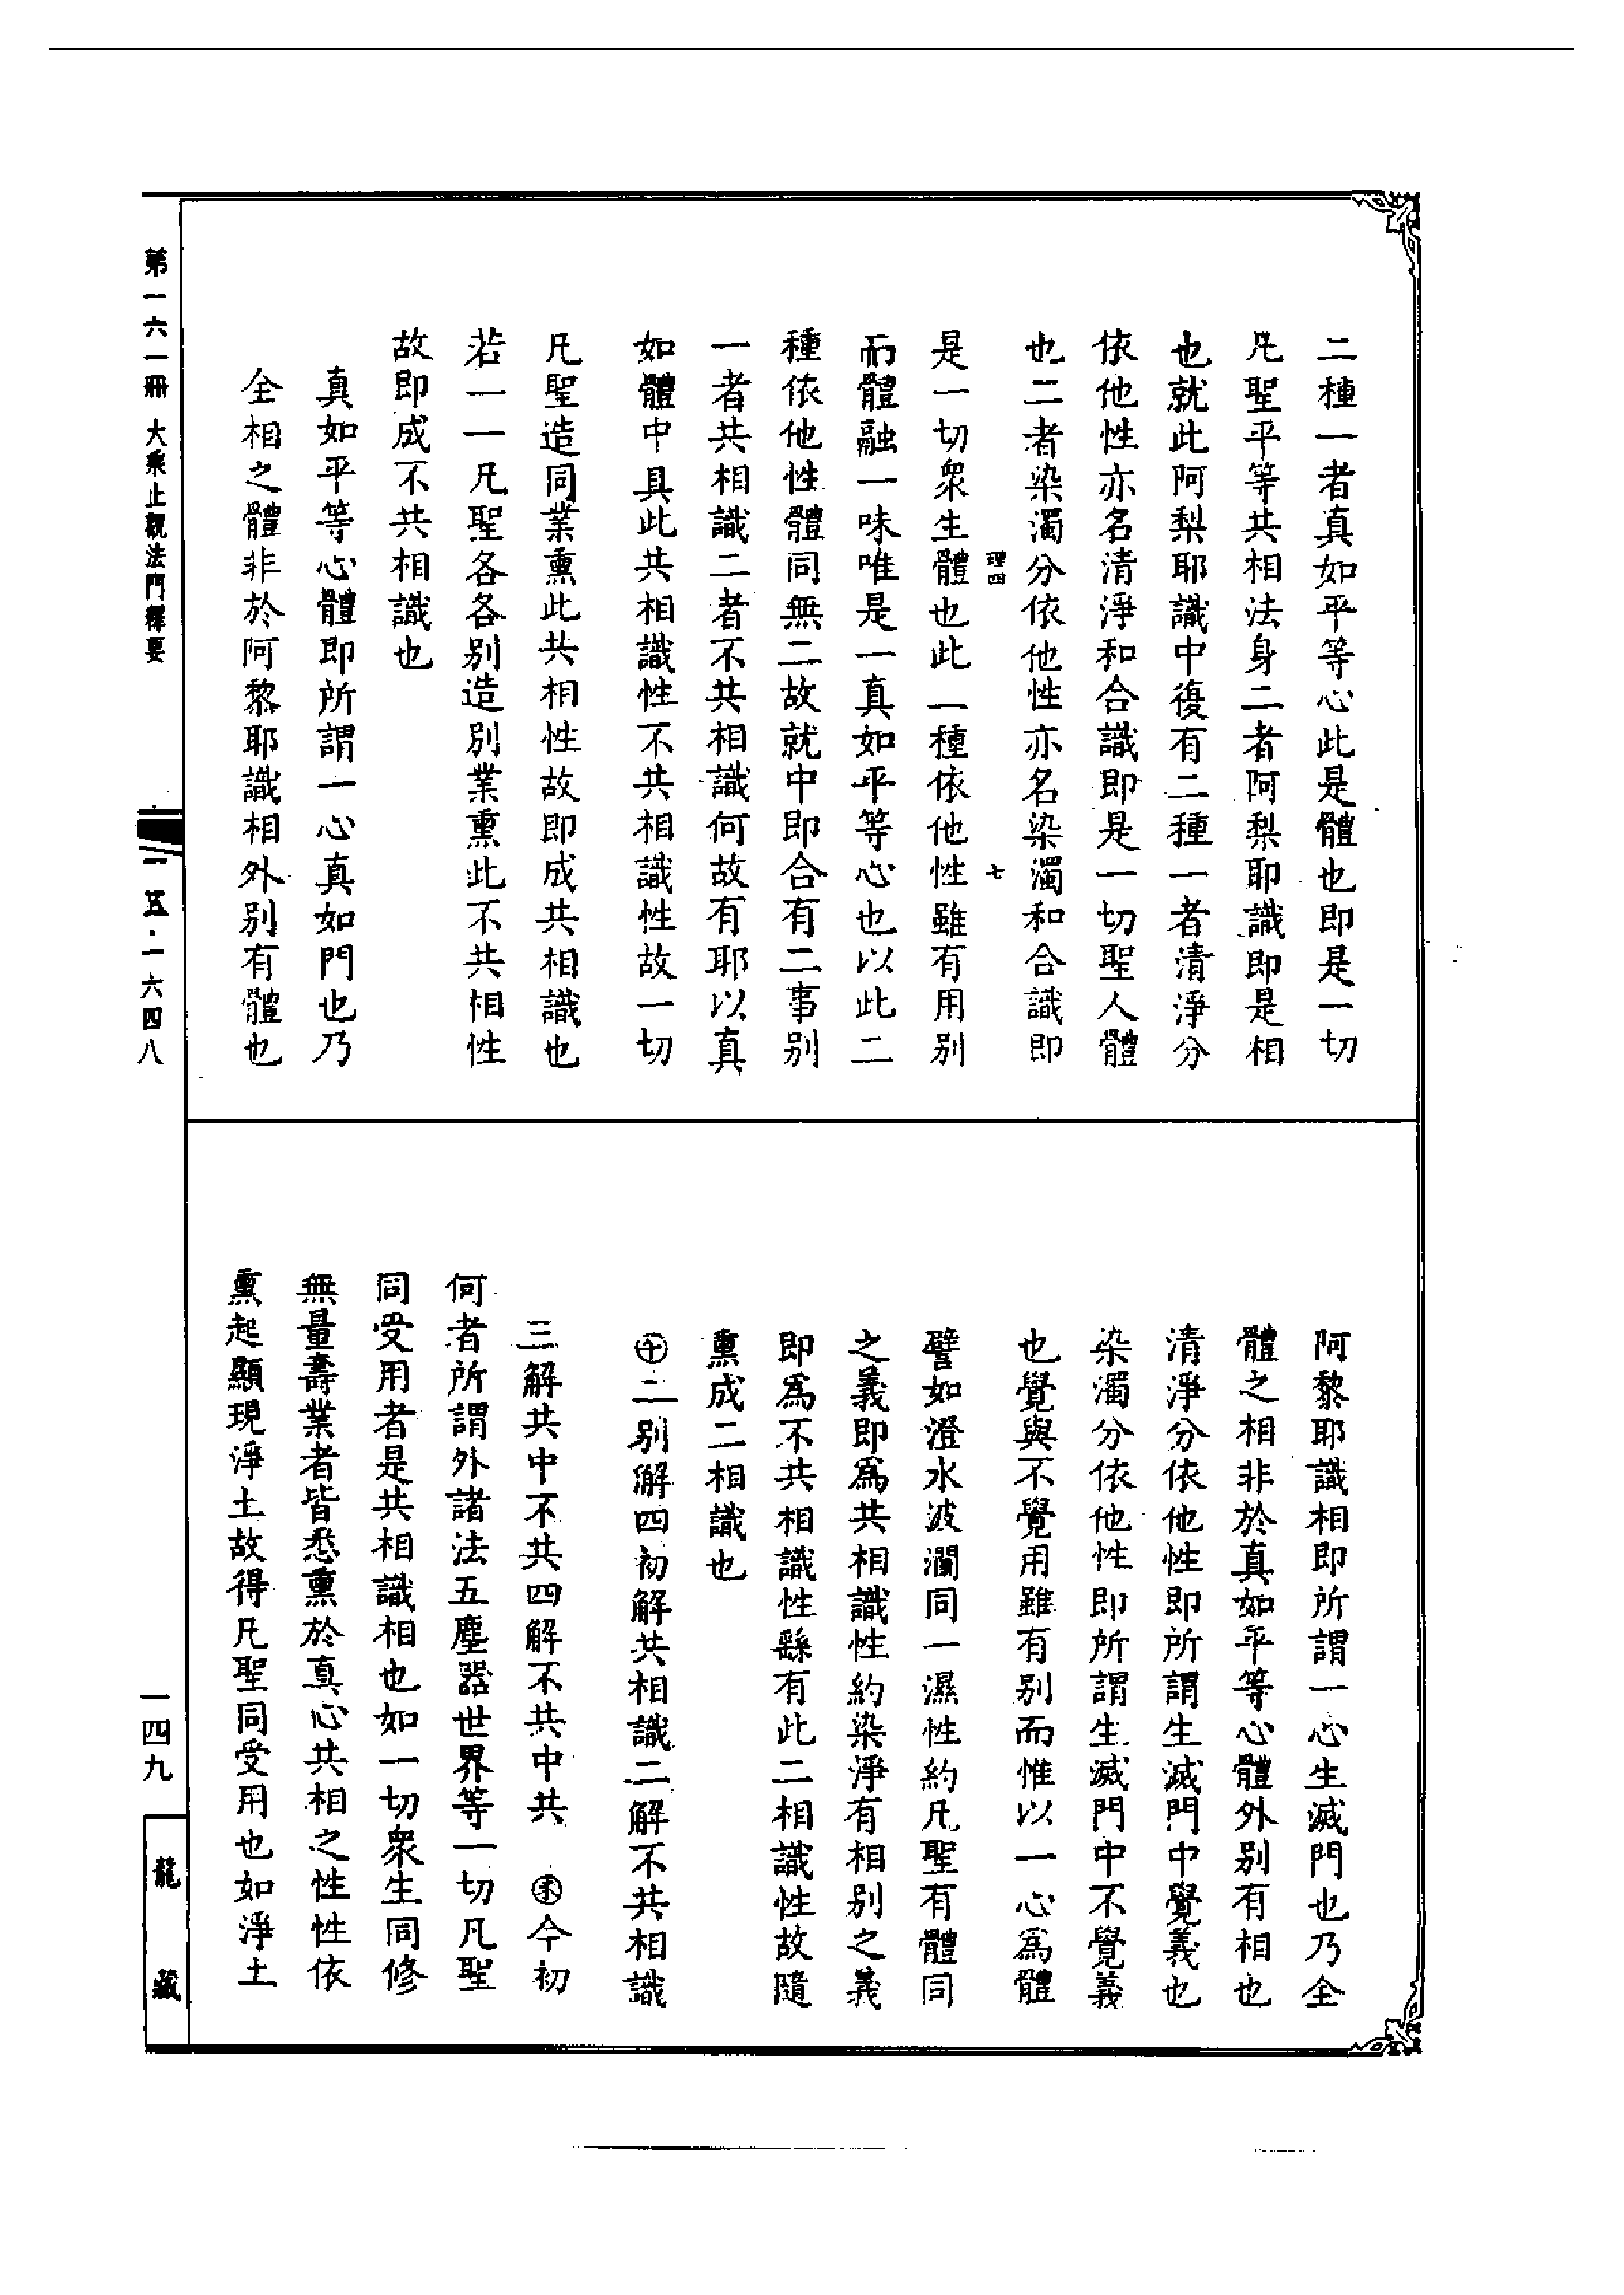 二種一者真如平等心此是體也即是一切
凡聖平等共相法身二者阿梨耶識即是相
也就此阿梨耶識中復有二種一者清淨分
依他性亦名清淨和合識即是一切聖人體
也二者染濁分依他性亦名染濁和合識即
理四 七
是一切衆生體也此二種依他性雖有用別
而體融一味唯是一真如平等心也以此二
種依他性體同無二故就中即合有二事別
一者共相識二者不共相識何故有耶以真
如體中具此共相識性不共相識性故一切
凡聖造同業熏此共相性故即成共相識也
若一一凡聖各各別造別業熏此不共相性
故即成不共相識也
真如平等心體即所謂一心真如門也乃
全相之體非於阿黎耶識相外別有體也
阿黎耶識相即所謂一心生滅門也乃全
體之相非於真如平等心體外別有相也
清淨分依他性即所謂生滅門中覺義也
染濁分依他性即所謂生滅門中不覺義
也覺與不覺用雖有別而惟以一心為體
譬如澄水波瀾同一濕性約凡聖有體同
之義即為共相識性約染淨有相別之義
即為不共相識性繇有此二相識性故隨
熏成二相識也
㊉二別解四初解共相識二解不共相識
三解共中不共四解不共中共 ㊍今初
何者所謂外諸法五塵器世界等一切凡聖
同受用者是共相識相也如一切衆生同修
無量壽業者皆悉熏於真心共相之性性依
熏起顯現淨土故得凡聖同受用也如淨土
第一六一冊 大乘止觀法門釋要
一五·一六四八
一四九
龍藏